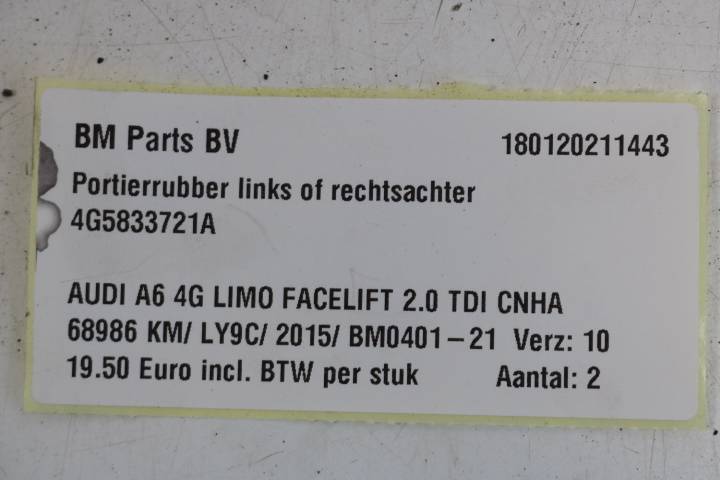 BM Parts BV 180120211443
Portierrubber links of rechtsachter
4G5833721A
AUDI A6 4G LIMO FACELIFT 2.0 TDI CNHA
68986 KM/ LY9C/ 2015/ BM0401-21 Verz: 10
19.50 Euro incl. BTW per stuk Aantal: 2